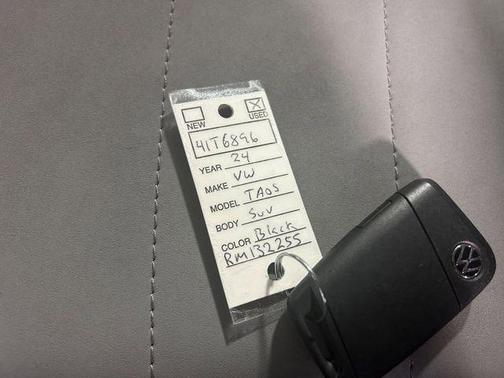 NEW USED
41T6896
YEAR 24
MAKE VW
MODEL TAOS
BODY SUV
COLOR Black
RM132255